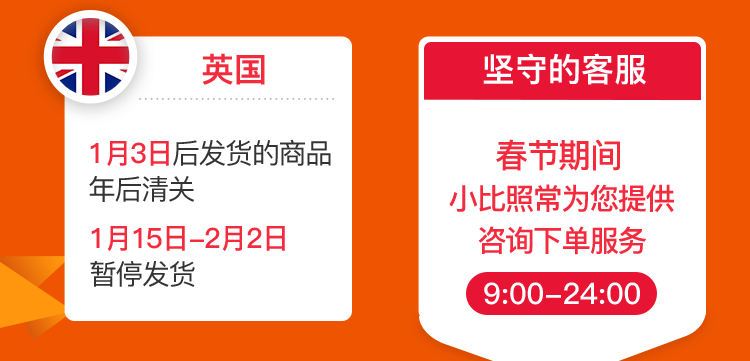 英国
1月3日后发货的商品
年后清关
1月15日-2月2日
暂停发货
坚守的客服
春节期间
小比照常为您提供
咨询下单服务
9:00-24:00